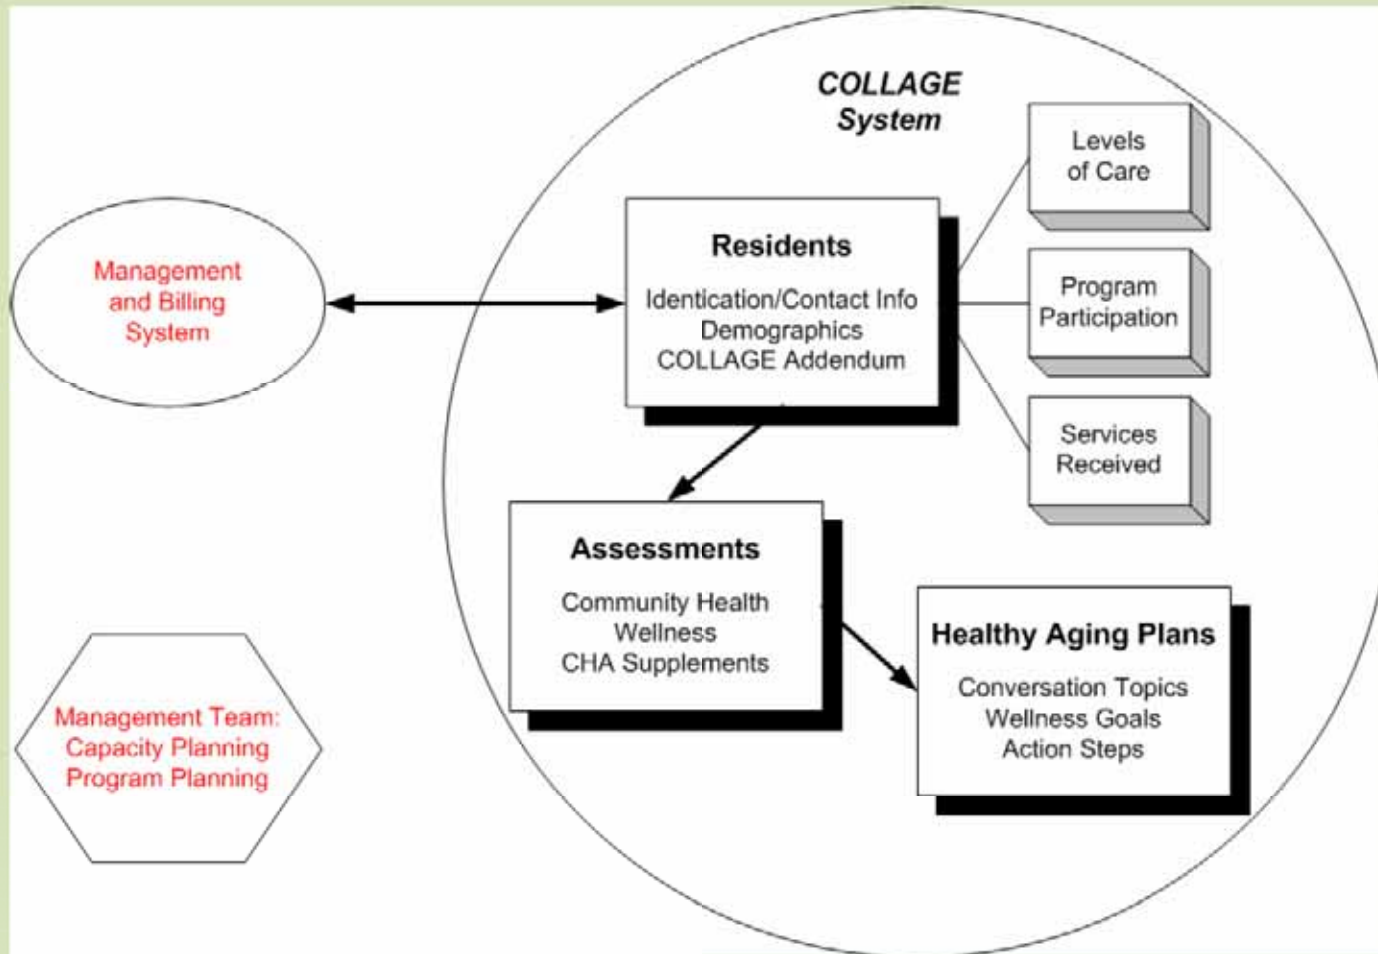 COLLAGE
System
Levels
of Care
Management
and Billing
System
Residents
Identication/Contact Info
Demographics
COLLAGE Addendum
Program
Participation
Services
Received
Assessments
Community Health
Wellness
CHA Supplements
Healthy Aging Plans
Conversation Topics
Wellness Goals
Action Steps
Management Team:
Capacity Planning
Program Planning